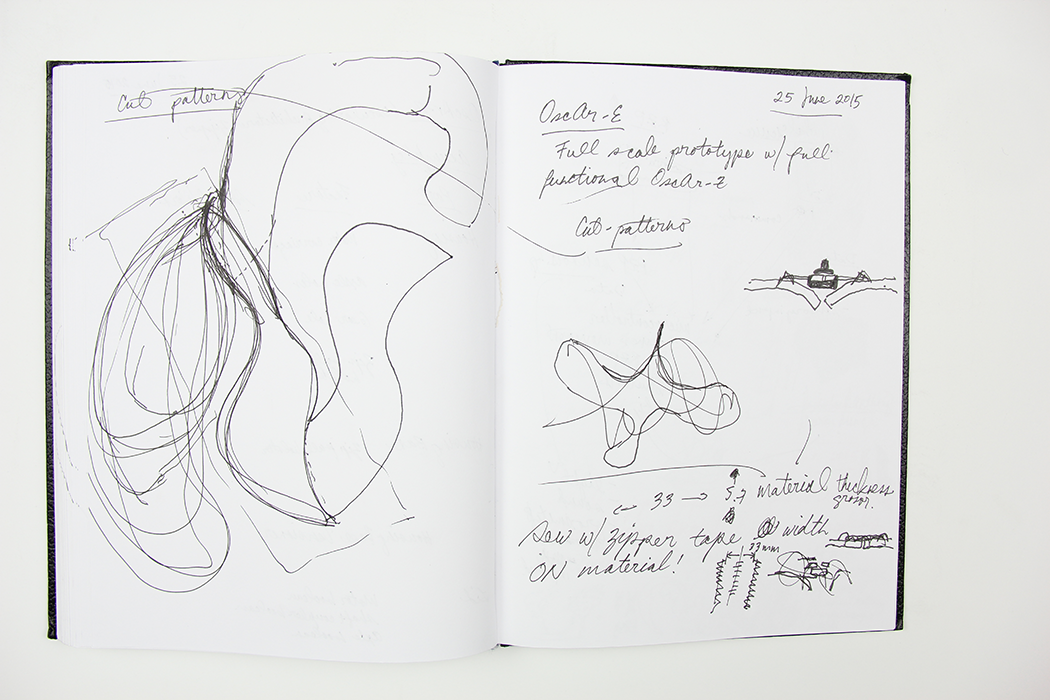 Cut patterns
25 June 2015
OscAr-E
Full scale prototype w/ full
functional OscAr-E
Cut-patterns
← 33 → 5.7 material thickness
Sew w/ zipper tape @ width
33mm
ON material!